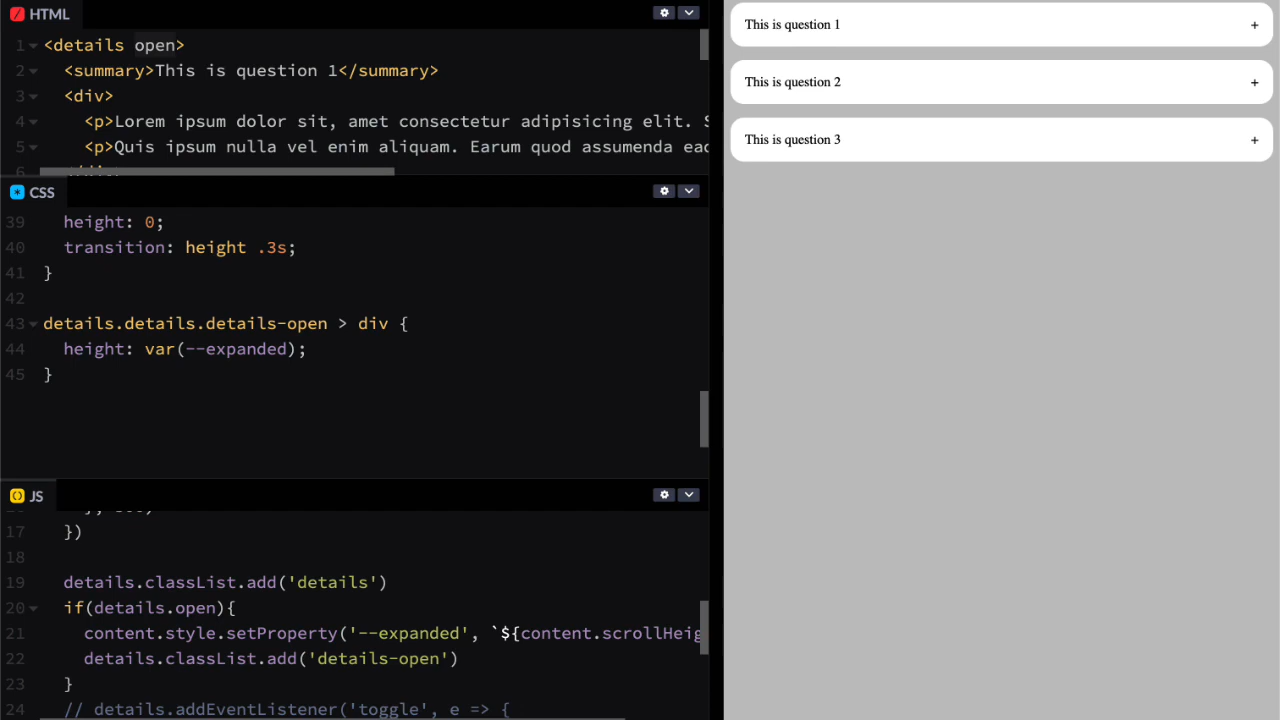 HTML
1 <details open>
2 <summary>This is question 1</summary>
3 <div>
4 <p>Lorem ipsum dolor sit, amet consectetur adipisicing elit. S
5 <p>Quis ipsum nulla vel enim aliquam. Earum quod assumenda eac
6
CSS
39 height: 0;
40 transition: height .3s;
41 }
42
43 details.details.details-open > div {
44 height: var(--expanded);
45 }
JS
17 })
18
19 details.classList.add('details')
20 if(details.open){
21 content.style.setProperty('--expanded', `${content.scrollHeig
22 details.classList.add('details-open')
23 }
24 // details.addEventListener('toggle', e => {
This is question 1 +
This is question 2 +
This is question 3 +